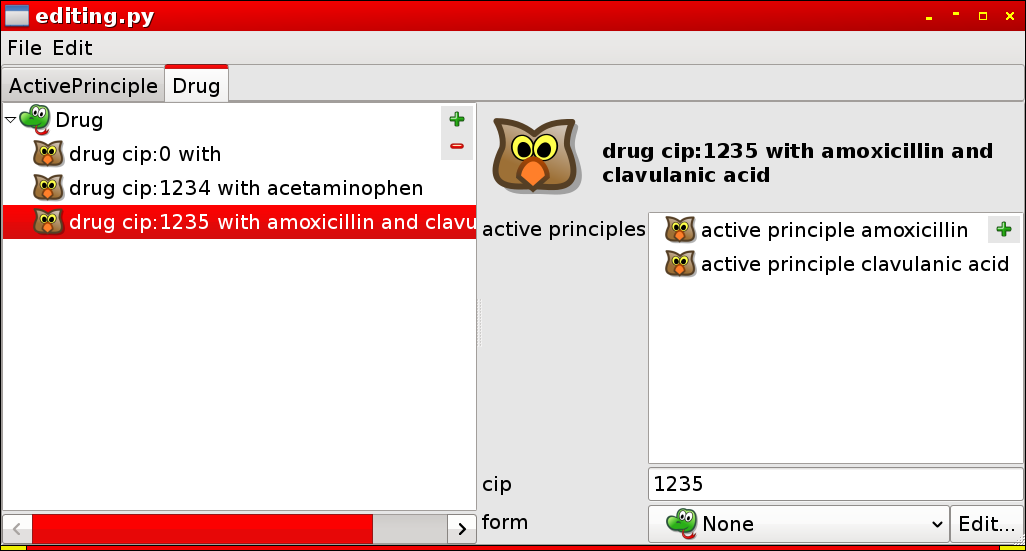 editing.py
File Edit
ActivePrinciple Drug
Drug
drug cip:0 with
drug cip:1234 with acetaminophen
drug cip:1235 with amoxicillin and clavu
drug cip:1235 with amoxicillin and
clavulanic acid
active principles
active principle amoxicillin
active principle clavulanic acid
cip
1235
form
None
Edit...